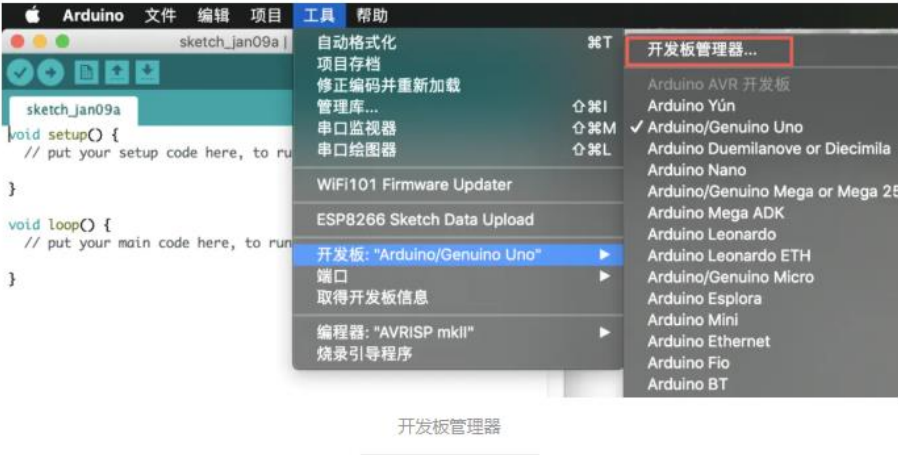 Arduino 文件 编辑 项目 工具 帮助
sketch_jan09a |
sketch_jan09a
void setup() {
// put your setup code here, to ru
}
void loop() {
// put your main code here, to run
}
自动格式化 ⌘T
项目存档
修正编码并重新加载
管理库... ⇧⌘I
串口监视器 ⇧⌘M
串口绘图器 ⇧⌘L
WiFi101 Firmware Updater
ESP8266 Sketch Data Upload
开发板: "Arduino/Genuino Uno" ▶
端口 ▶
取得开发板信息
编程器: "AVRISP mkII" ▶
烧录引导程序
开发板管理器...
Arduino AVR 开发板
Arduino Yún
✓ Arduino/Genuino Uno
Arduino Duemilanove or Diecimila
Arduino Nano
Arduino/Genuino Mega or Mega 25
Arduino Mega ADK
Arduino Leonardo
Arduino Leonardo ETH
Arduino/Genuino Micro
Arduino Esplora
Arduino Mini
Arduino Ethernet
Arduino Fio
Arduino BT
开发板管理器